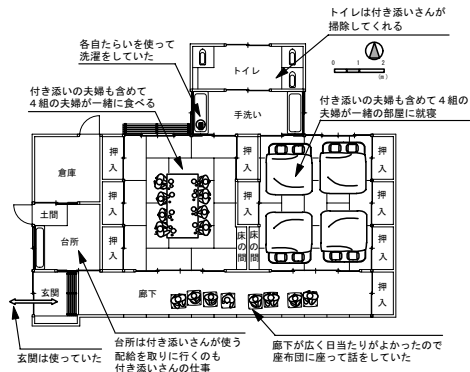 トイレは付き添いさんが
掃除してくれる
各自たらいを使って
洗濯をしていた
トイレ
0 1 2
(m)
手洗い
付き添いの夫婦も含めて
4組の夫婦が一緒に食べる
付き添いの夫婦も含めて4組の
夫婦が一緒の部屋に就寝
倉庫
押入
押入
押入
押入
押入
押入
押入
押入
土間
台所
床の間
床の間
玄関
廊下
押入
玄関は使っていた
台所は付き添いさんが使う
配給を取りに行くのも
付き添いさんの仕事
廊下が広く日当たりがよかったので
座布団に座って話をしていた